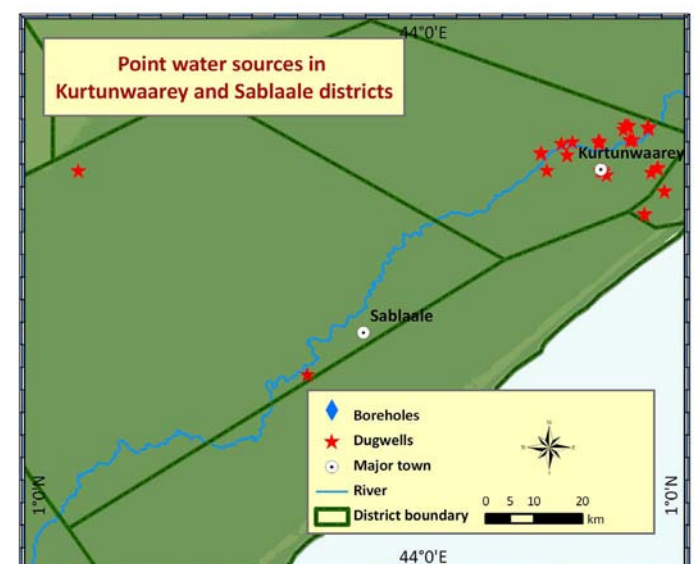 44°0'E
Point water sources in
Kurtunwaarey and Sablaale districts
Kurtunwaarey
Sablaale
Boreholes
Dugwells
Major town
River
District boundary
N
W E
S
0 5 10 20
km
1°0'N
1°0'N
44°0'E